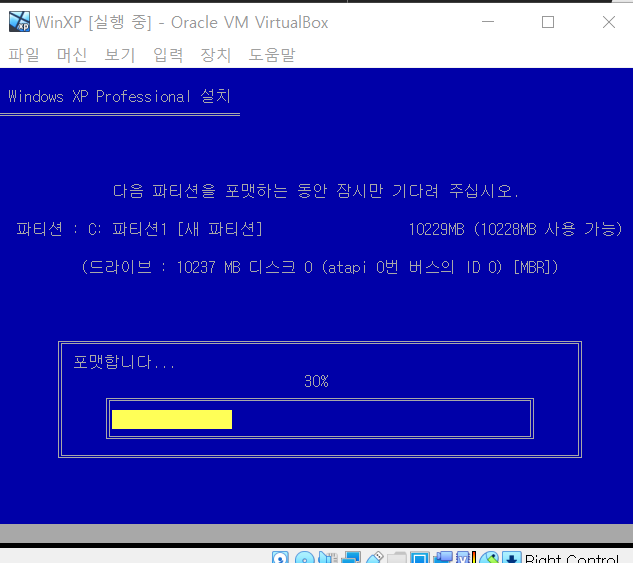 WinXP [실행 중] - Oracle VM VirtualBox
파일 머신 보기 입력 장치 도움말
Windows XP Professional 설치
다음 파티션을 포맷하는 동안 잠시만 기다려 주십시오.
파티션 : C: 파티션1 [새 파티션] 10229MB (10228MB 사용 가능)
(드라이브 : 10237 MB 디스크 0 (atapi 0번 버스의 ID 0) [MBR])
포맷합니다...
30%
Right Control